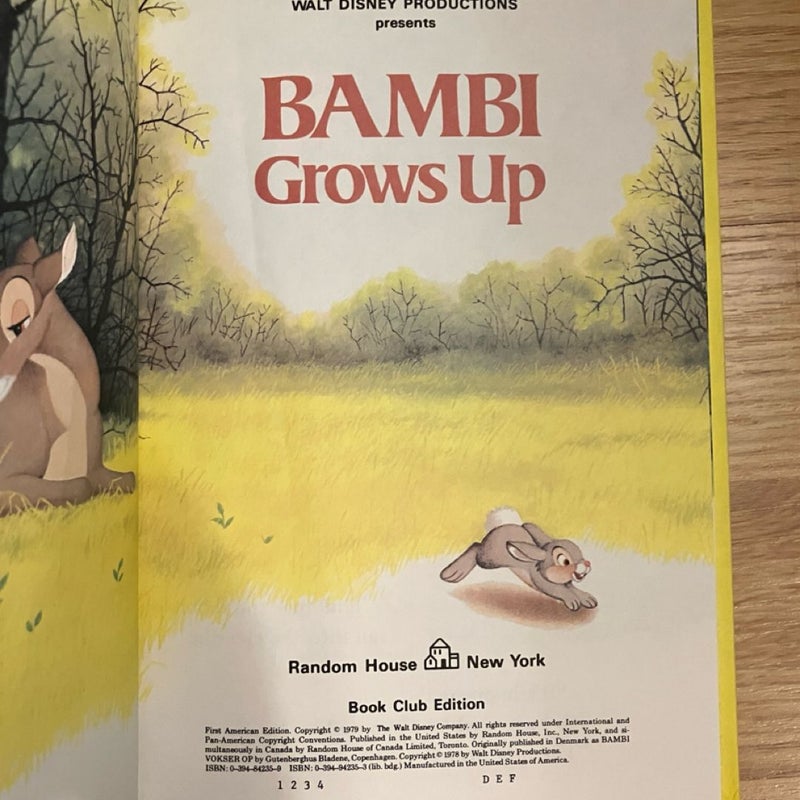 WALT DISNEY PRODUCTIONS
presents
BAMBI
Grows Up
Random House New York
Book Club Edition
First American Edition. Copyright © 1979 by The Walt Disney Company. All rights reserved under International and
Pan-American Copyright Conventions. Published in the United States by Random House, Inc., New York, and si-
multaneously in Canada by Random House of Canada Limited, Toronto. Originally published in Denmark as BAMBI
VOKSER OP by Gutenberghus Bladene, Copenhagen. Copyright © 1978 by Walt Disney Productions.
ISBN: 0-394-84235-9 ISBN: 0-394-94235-3 (lib. bdg.) Manufactured in the United States of America.
1 2 3 4 D E F